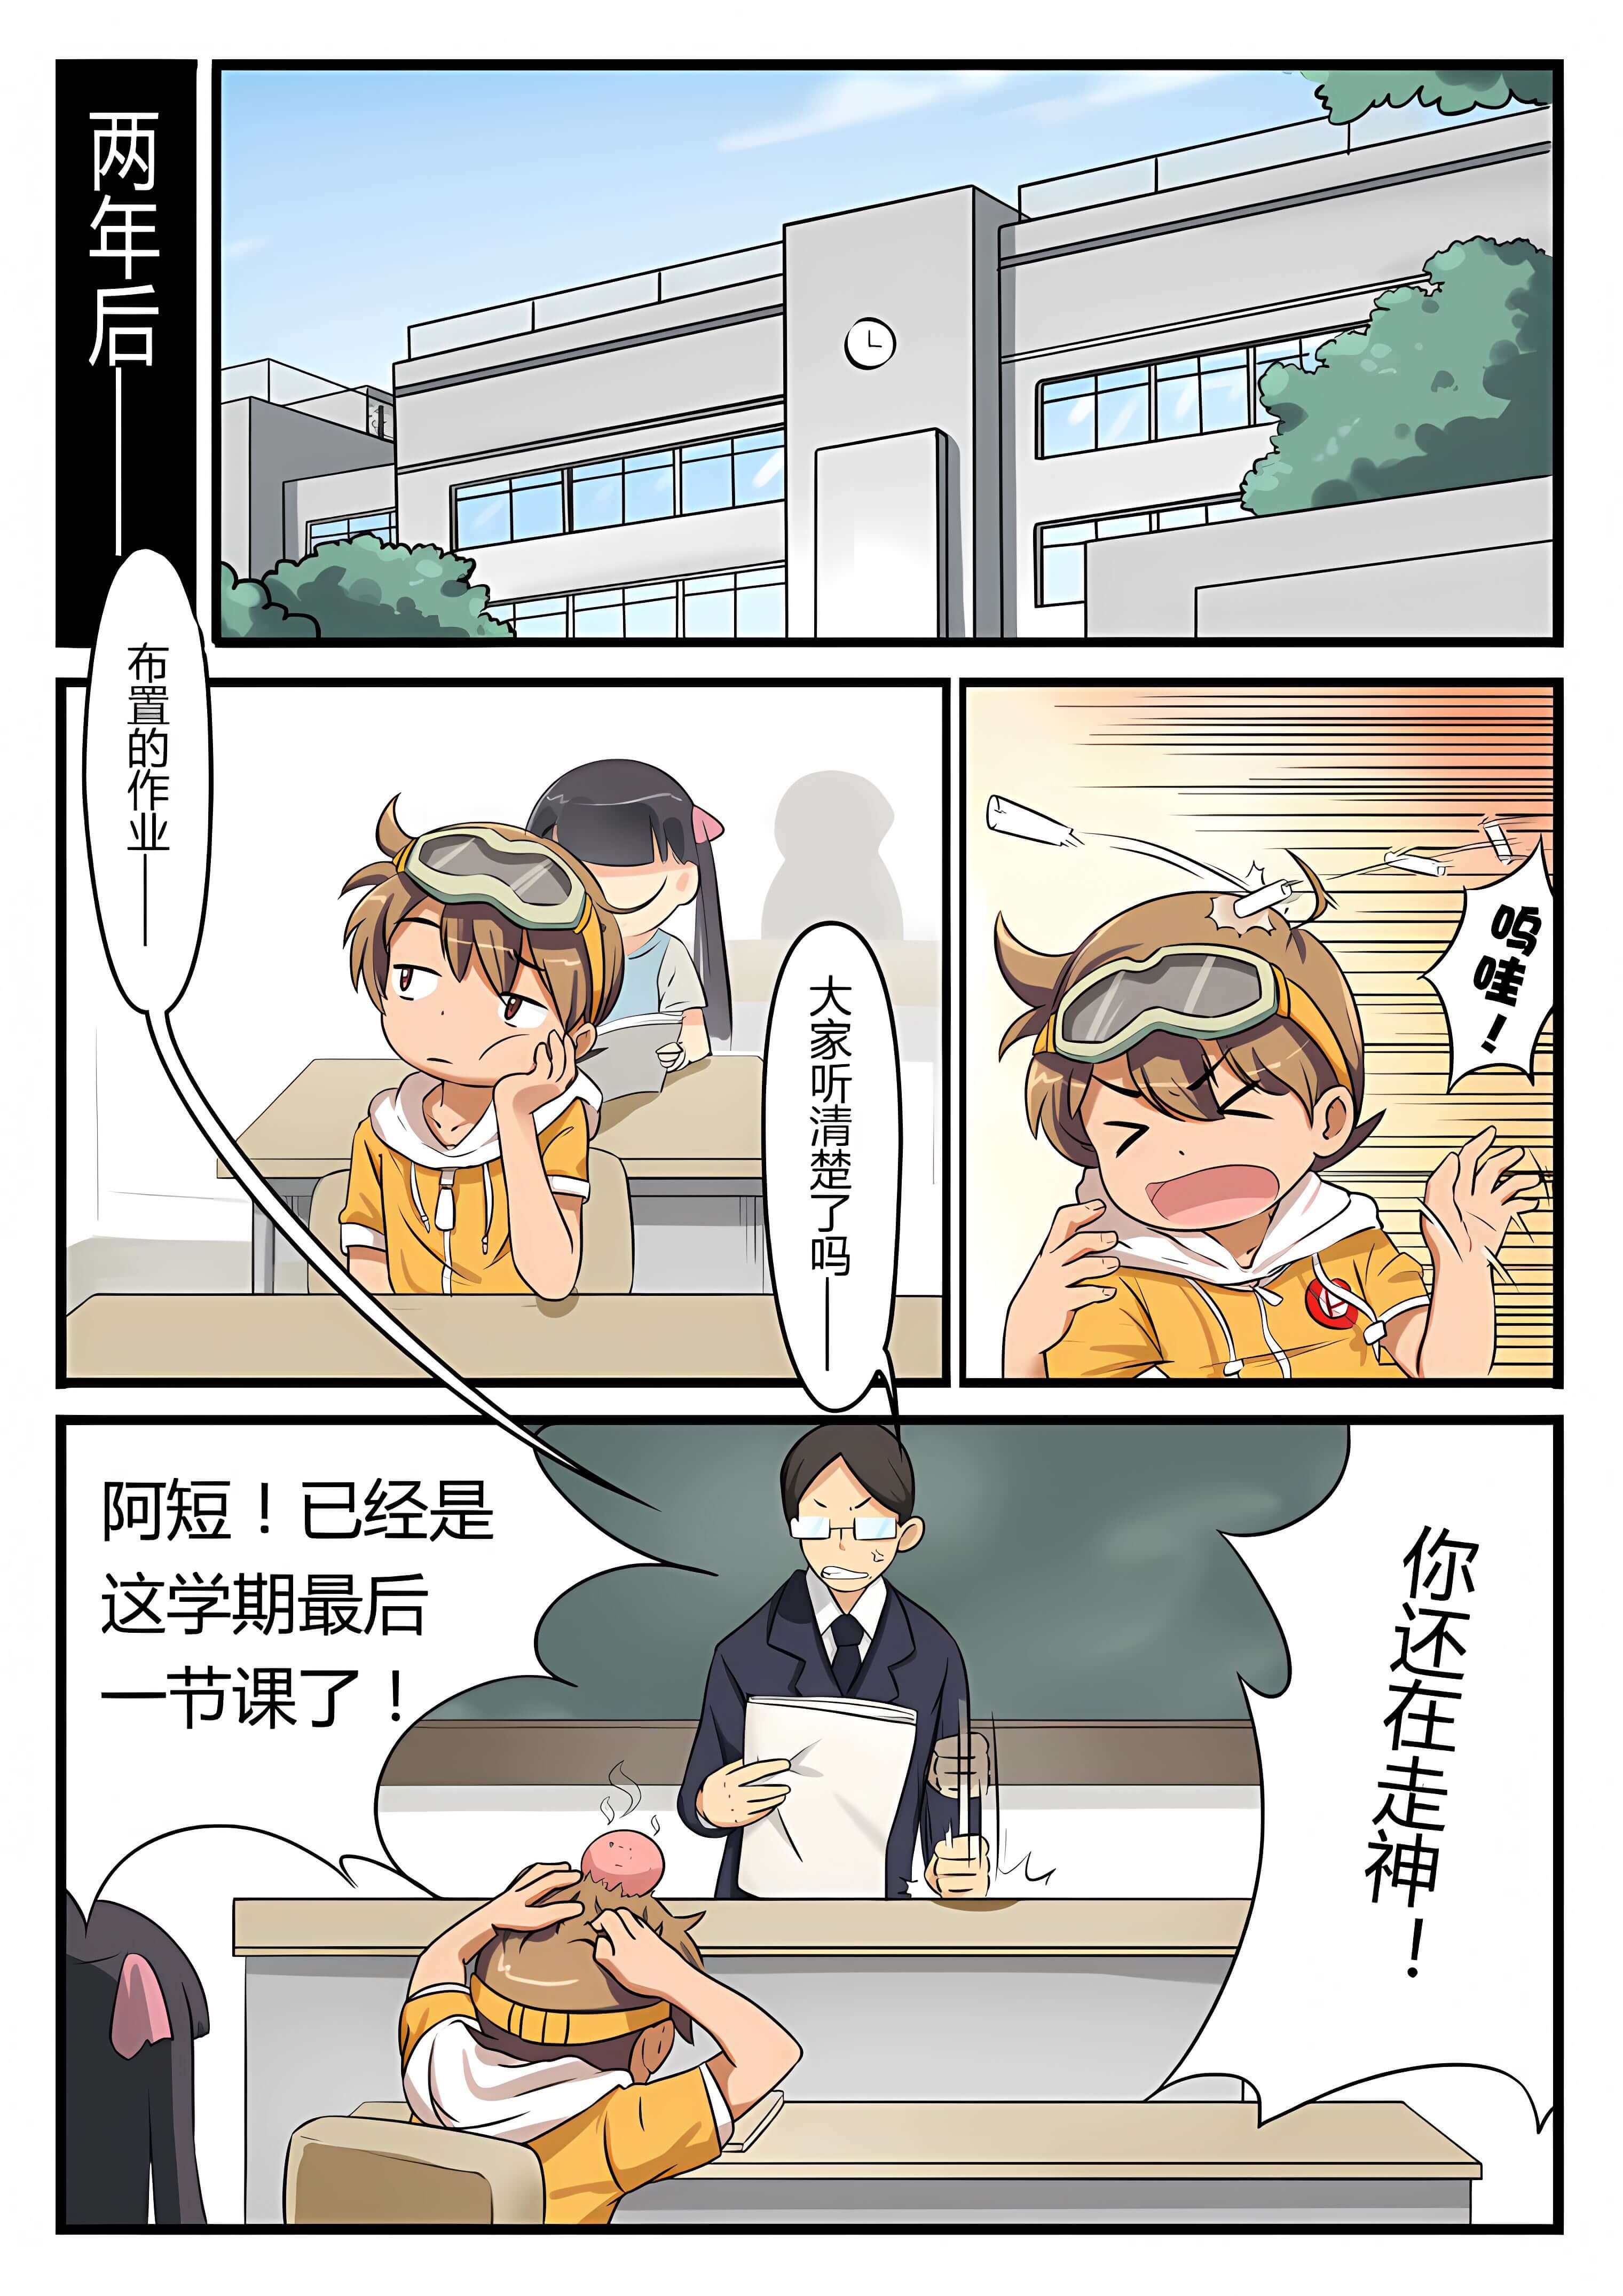 两年后——
布置的作业——
大家听清楚了吗——
呜哇！
阿短！已经是
这学期最后
一节课了！
你还在走神！